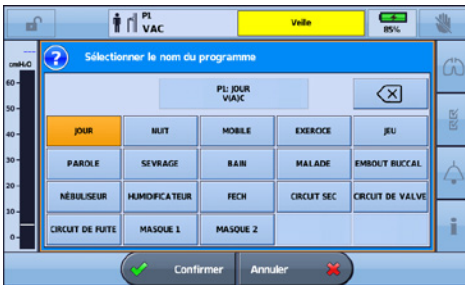 P1
VAC
Veille
85%
cmH2O
60
50
40
30
20
10
0
Sélectionner le nom du programme
P1: JOUR
V(A)C
JOUR
NUIT
MOBILE
EXERCICE
JEU
PAROLE
SEVRAGE
BAIN
MALADE
EMBOUT BUCCAL
NÉBULISEUR
HUMIDIFICATEUR
FECH
CIRCUIT SEC
CIRCUIT DE VALVE
CIRCUIT DE FUITE
MASQUE 1
MASQUE 2
Confirmer
Annuler